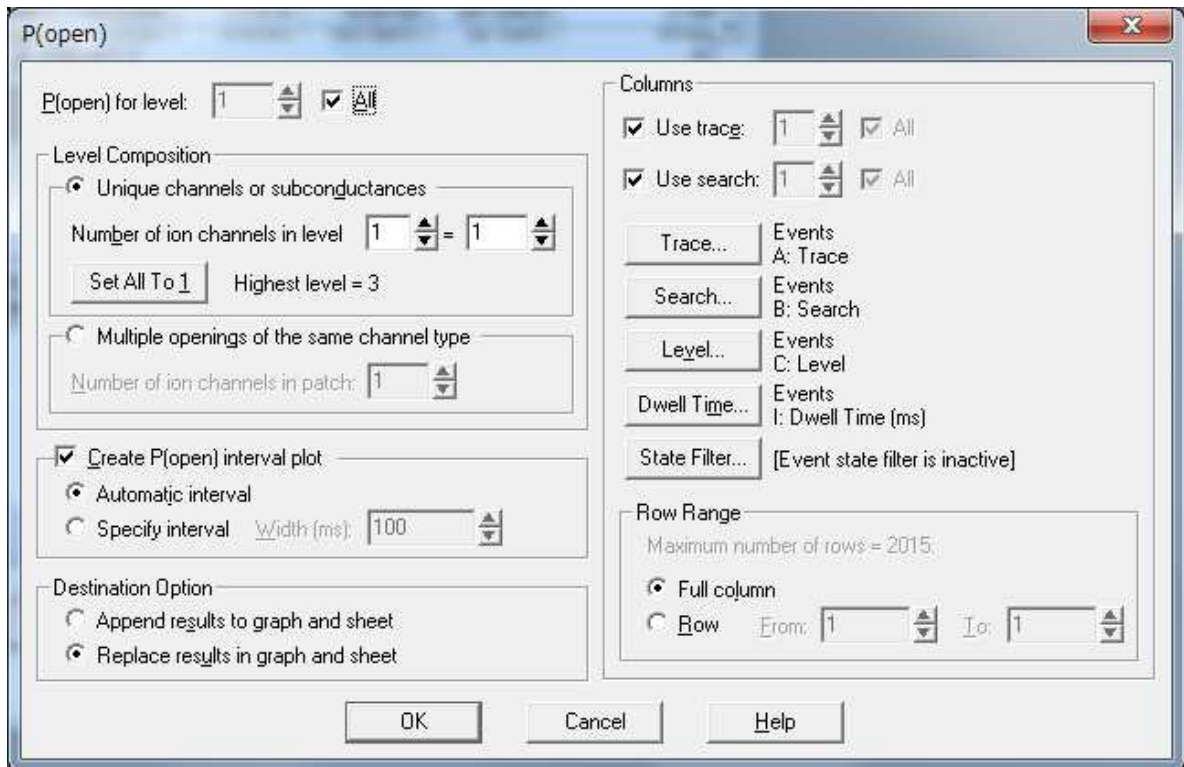 P(open)
P(open) for level: 1 All
Level Composition
Unique channels or subconductances
Number of ion channels in level 1 = 1
Set All To 1 Highest level = 3
Multiple openings of the same channel type
Number of ion channels in patch: 1
Create P(open) interval plot
Automatic interval
Specify interval Width (ms): 100
Destination Option
Append results to graph and sheet
Replace results in graph and sheet
Columns
Use trace: 1 All
Use search: 1 All
Trace... Events
A: Trace
Search... Events
B: Search
Level... Events
C: Level
Dwell Time... Events
I: Dwell Time (ms)
State Filter... [Event state filter is inactive]
Row Range
Maximum number of rows = 2015.
Full column
Row From: 1 To: 1
OK Cancel Help